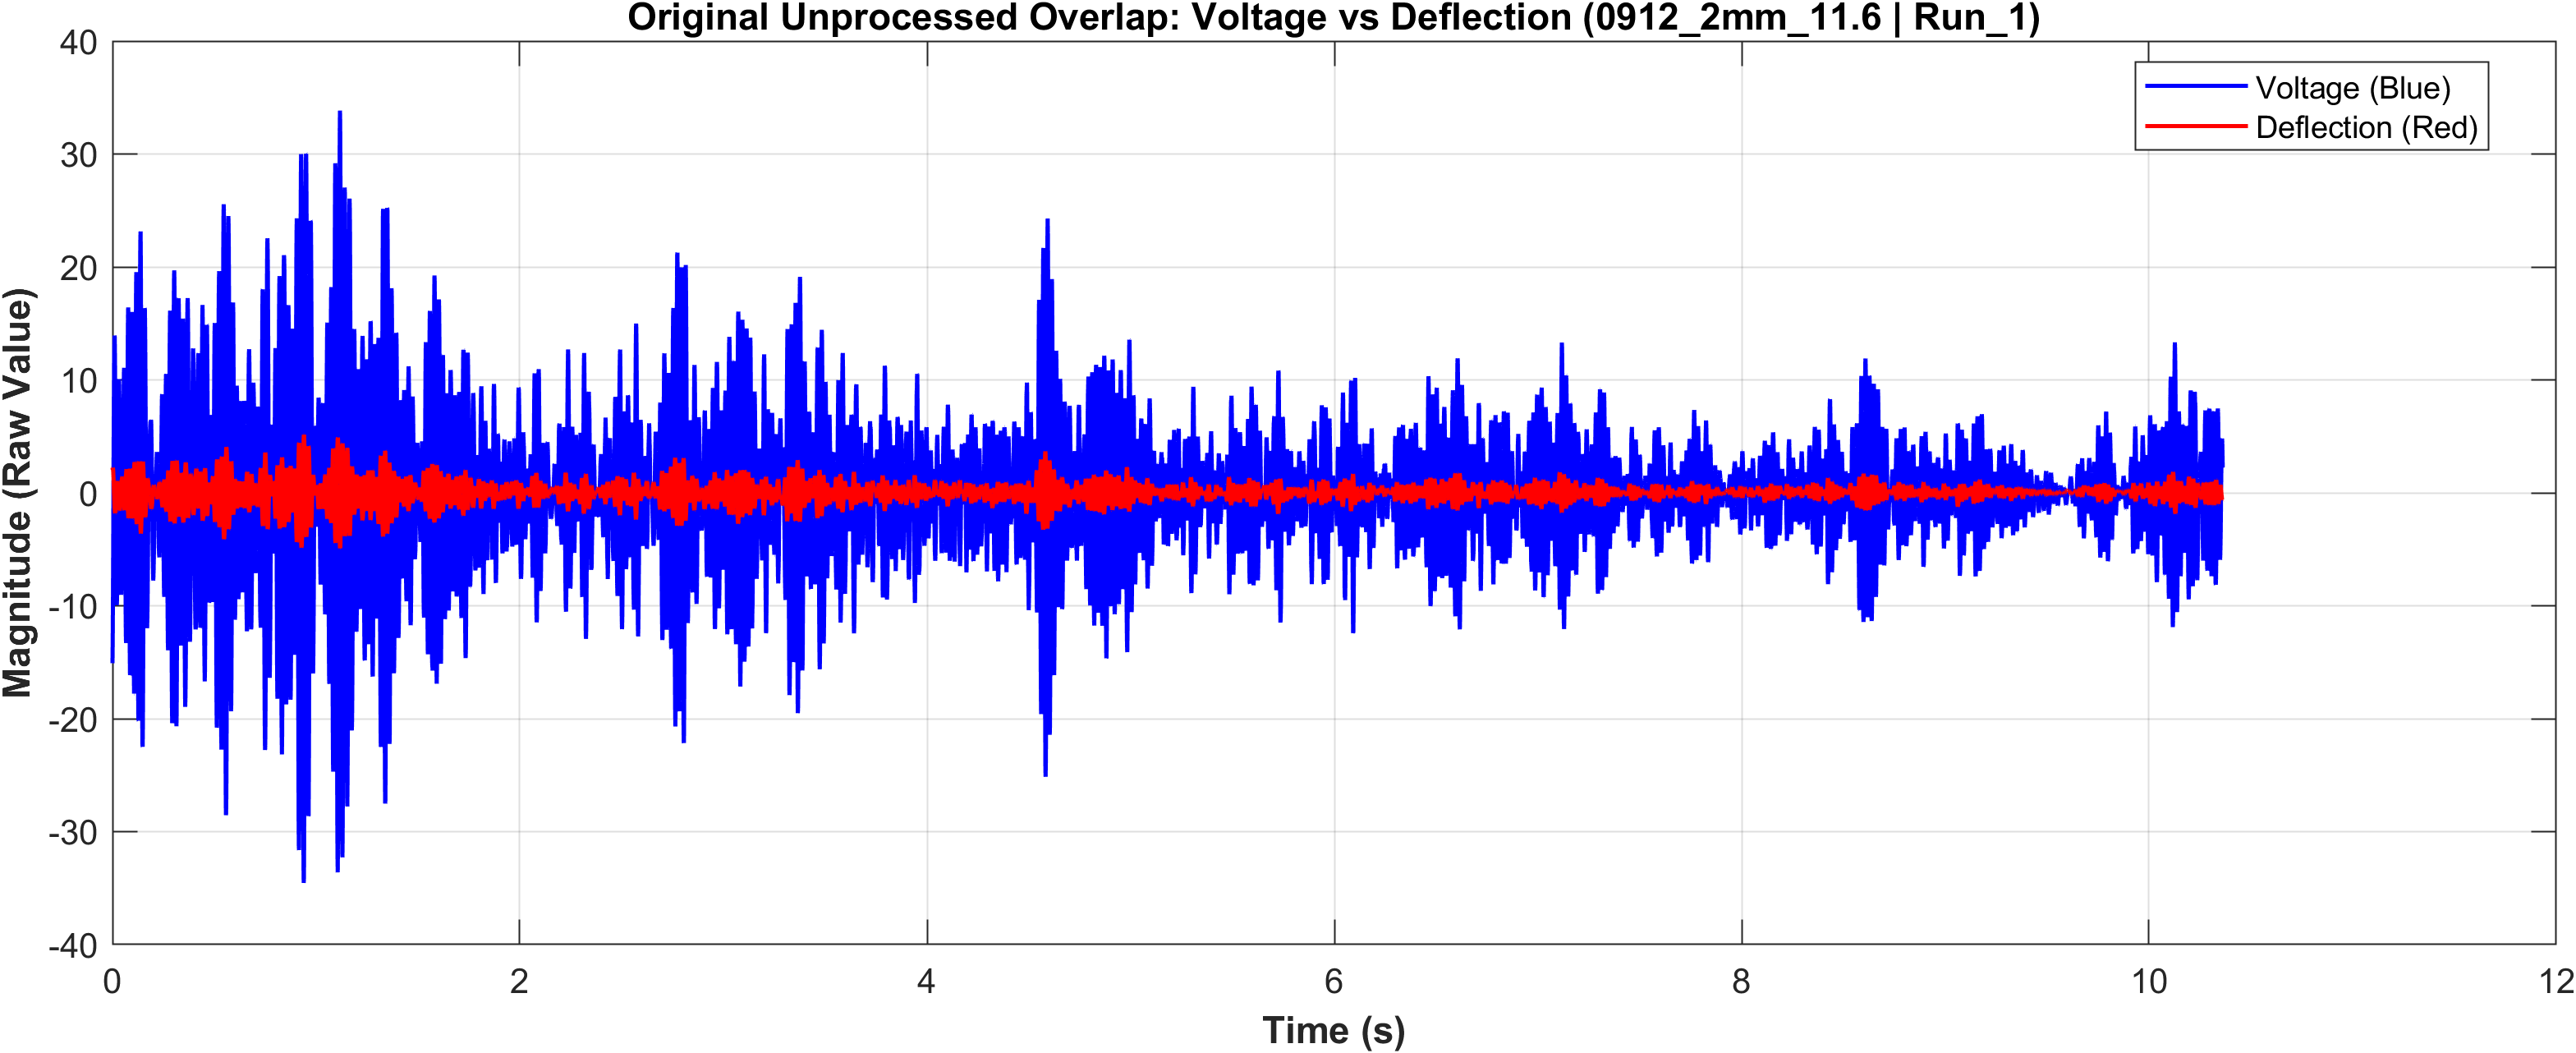 Original Unprocessed Overlap: Voltage vs Deflection (0912_2mm_11.6 | Run_1)
Voltage (Blue)
Deflection (Red)
Magnitude (Raw Value)
40
30
20
10
0
-10
-20
-30
-40
0 2 4 6 8 10 12
Time (s)